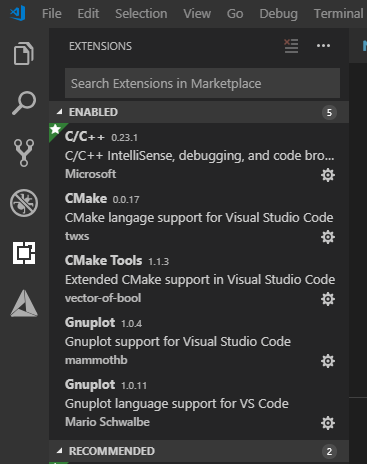 File Edit Selection View Go Debug Terminal
EXTENSIONS
Search Extensions in Marketplace
ENABLED 5
C/C++ 0.23.1
C/C++ IntelliSense, debugging, and code bro...
Microsoft
CMake 0.0.17
CMake langage support for Visual Studio Code
twxs
CMake Tools 1.1.3
Extended CMake support in Visual Studio Code
vector-of-bool
Gnuplot 1.0.4
Gnuplot support for Visual Studio Code
mammothb
Gnuplot 1.0.11
Gnuplot language support for VS Code
Mario Schwalbe
RECOMMENDED 2